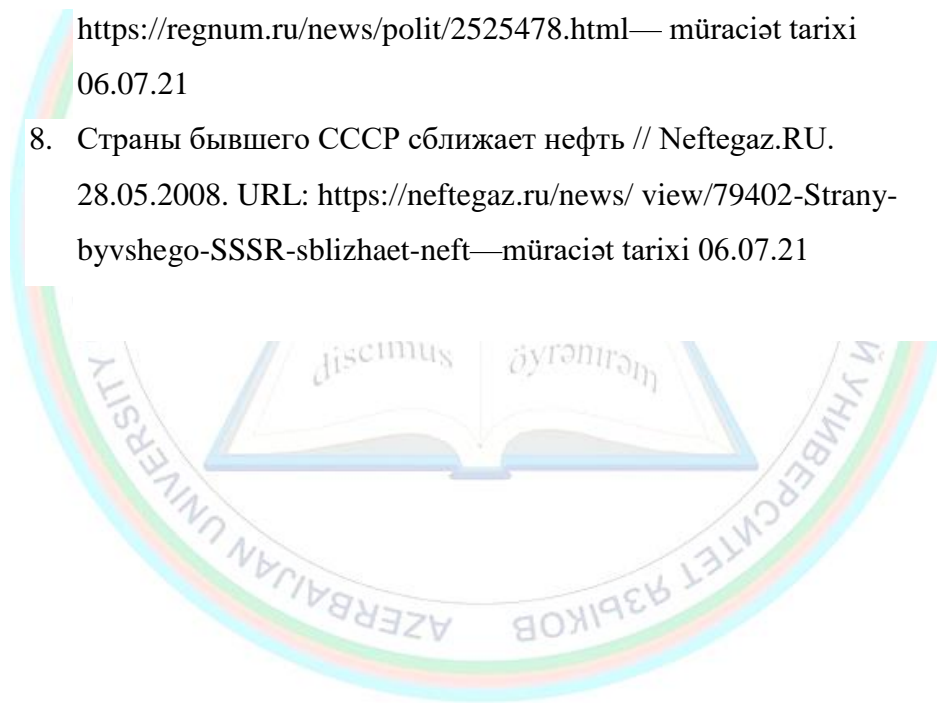 https://regnum.ru/news/polit/2525478.html— müraciət tarixi
06.07.21
8. Страны бывшего СССР сближает нефть // Neftegaz.RU.
28.05.2008. URL: https://neftegaz.ru/news/ view/79402-Strany-
byvshego-SSSR-sblizhaet-neft—müraciət tarixi 06.07.21
discimus öyrənirəm
AZERBAIJAN UNIVERSITY
Й УНИВЕРСИТЕТ ЯЗЫКОВ